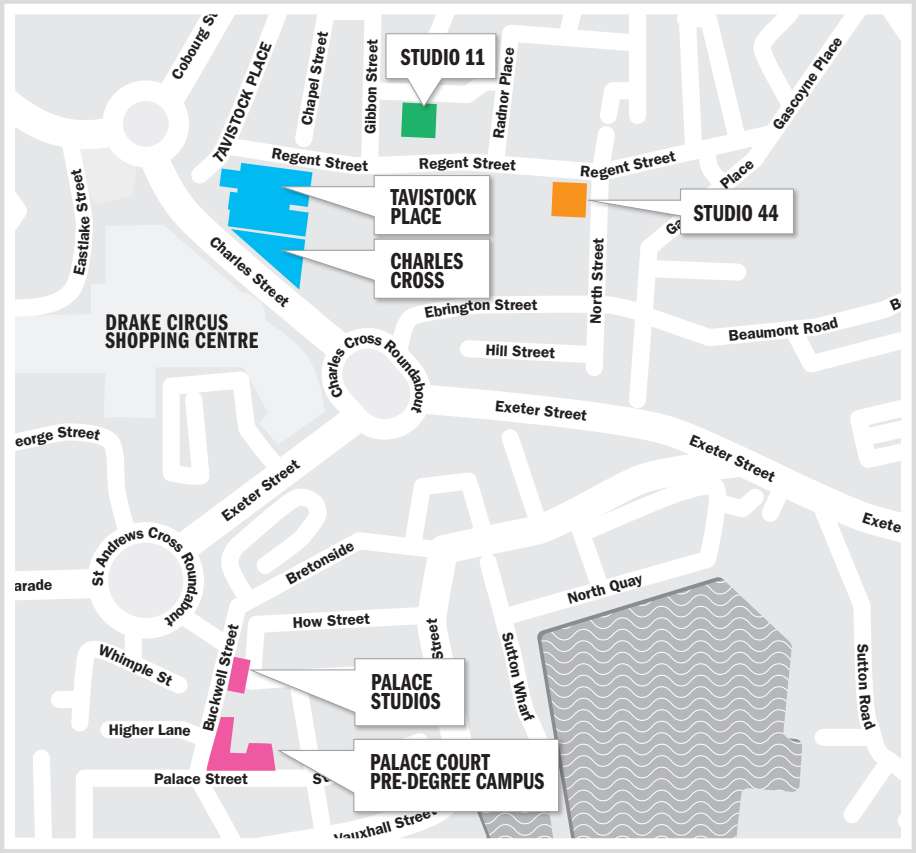 Cobourg St
TAVISTOCK PLACE
Chapel Street
Gibbon Street
STUDIO 11
Radnor Place
Gascoyne Place
Regent Street
Regent Street
Regent Street
Place
Ga
Eastlake Street
TAVISTOCK
PLACE
STUDIO 44
CHARLES
CROSS
Charles Street
North Street
Ebrington Street
Beaumont Road
B
DRAKE CIRCUS
SHOPPING CENTRE
Hill Street
Charles Cross Roundabout
Exeter Street
Exeter Street
Exete
eorge Street
Exeter Street
St Andrews Cross Roundabout
Bretonside
arade
North Quay
How Street
Street
Sutton Wharf
Sutton Road
Whimple St
Buckwell Street
PALACE
STUDIOS
Higher Lane
PALACE COURT
PRE-DEGREE CAMPUS
Palace Street
St
Vauxhall Street